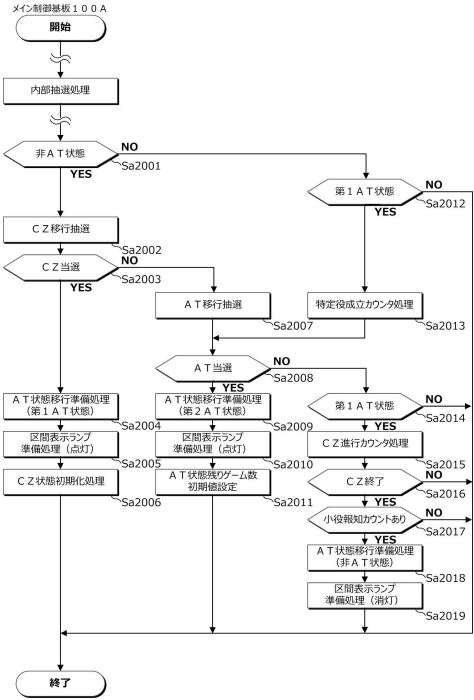 メイン制御基板１００Ａ
開始
内部抽選処理
非ＡＴ状態
NO
Sa2001
YES
第１ＡＴ状態
NO
Sa2012
YES
ＣＺ移行抽選
Sa2002
ＣＺ当選
NO
Sa2003
YES
ＡＴ移行抽選
Sa2007
特定役成立カウンタ処理
Sa2013
ＡＴ当選
NO
Sa2008
YES
ＡＴ状態移行準備処理
（第１ＡＴ状態）
Sa2004
ＡＴ状態移行準備処理
（第２ＡＴ状態）
Sa2009
第１ＡＴ状態
NO
Sa2014
YES
区間表示ランプ
準備処理（点灯）
Sa2005
区間表示ランプ
準備処理（点灯）
Sa2010
ＣＺ進行カウンタ処理
Sa2015
ＣＺ状態初期化処理
Sa2006
ＡＴ状態残りゲーム数
初期値設定
Sa2011
ＣＺ終了
NO
Sa2016
YES
小役報知カウントあり
NO
Sa2017
YES
ＡＴ状態移行準備処理
（非ＡＴ状態）
Sa2018
区間表示ランプ
準備処理（消灯）
Sa2019
終了